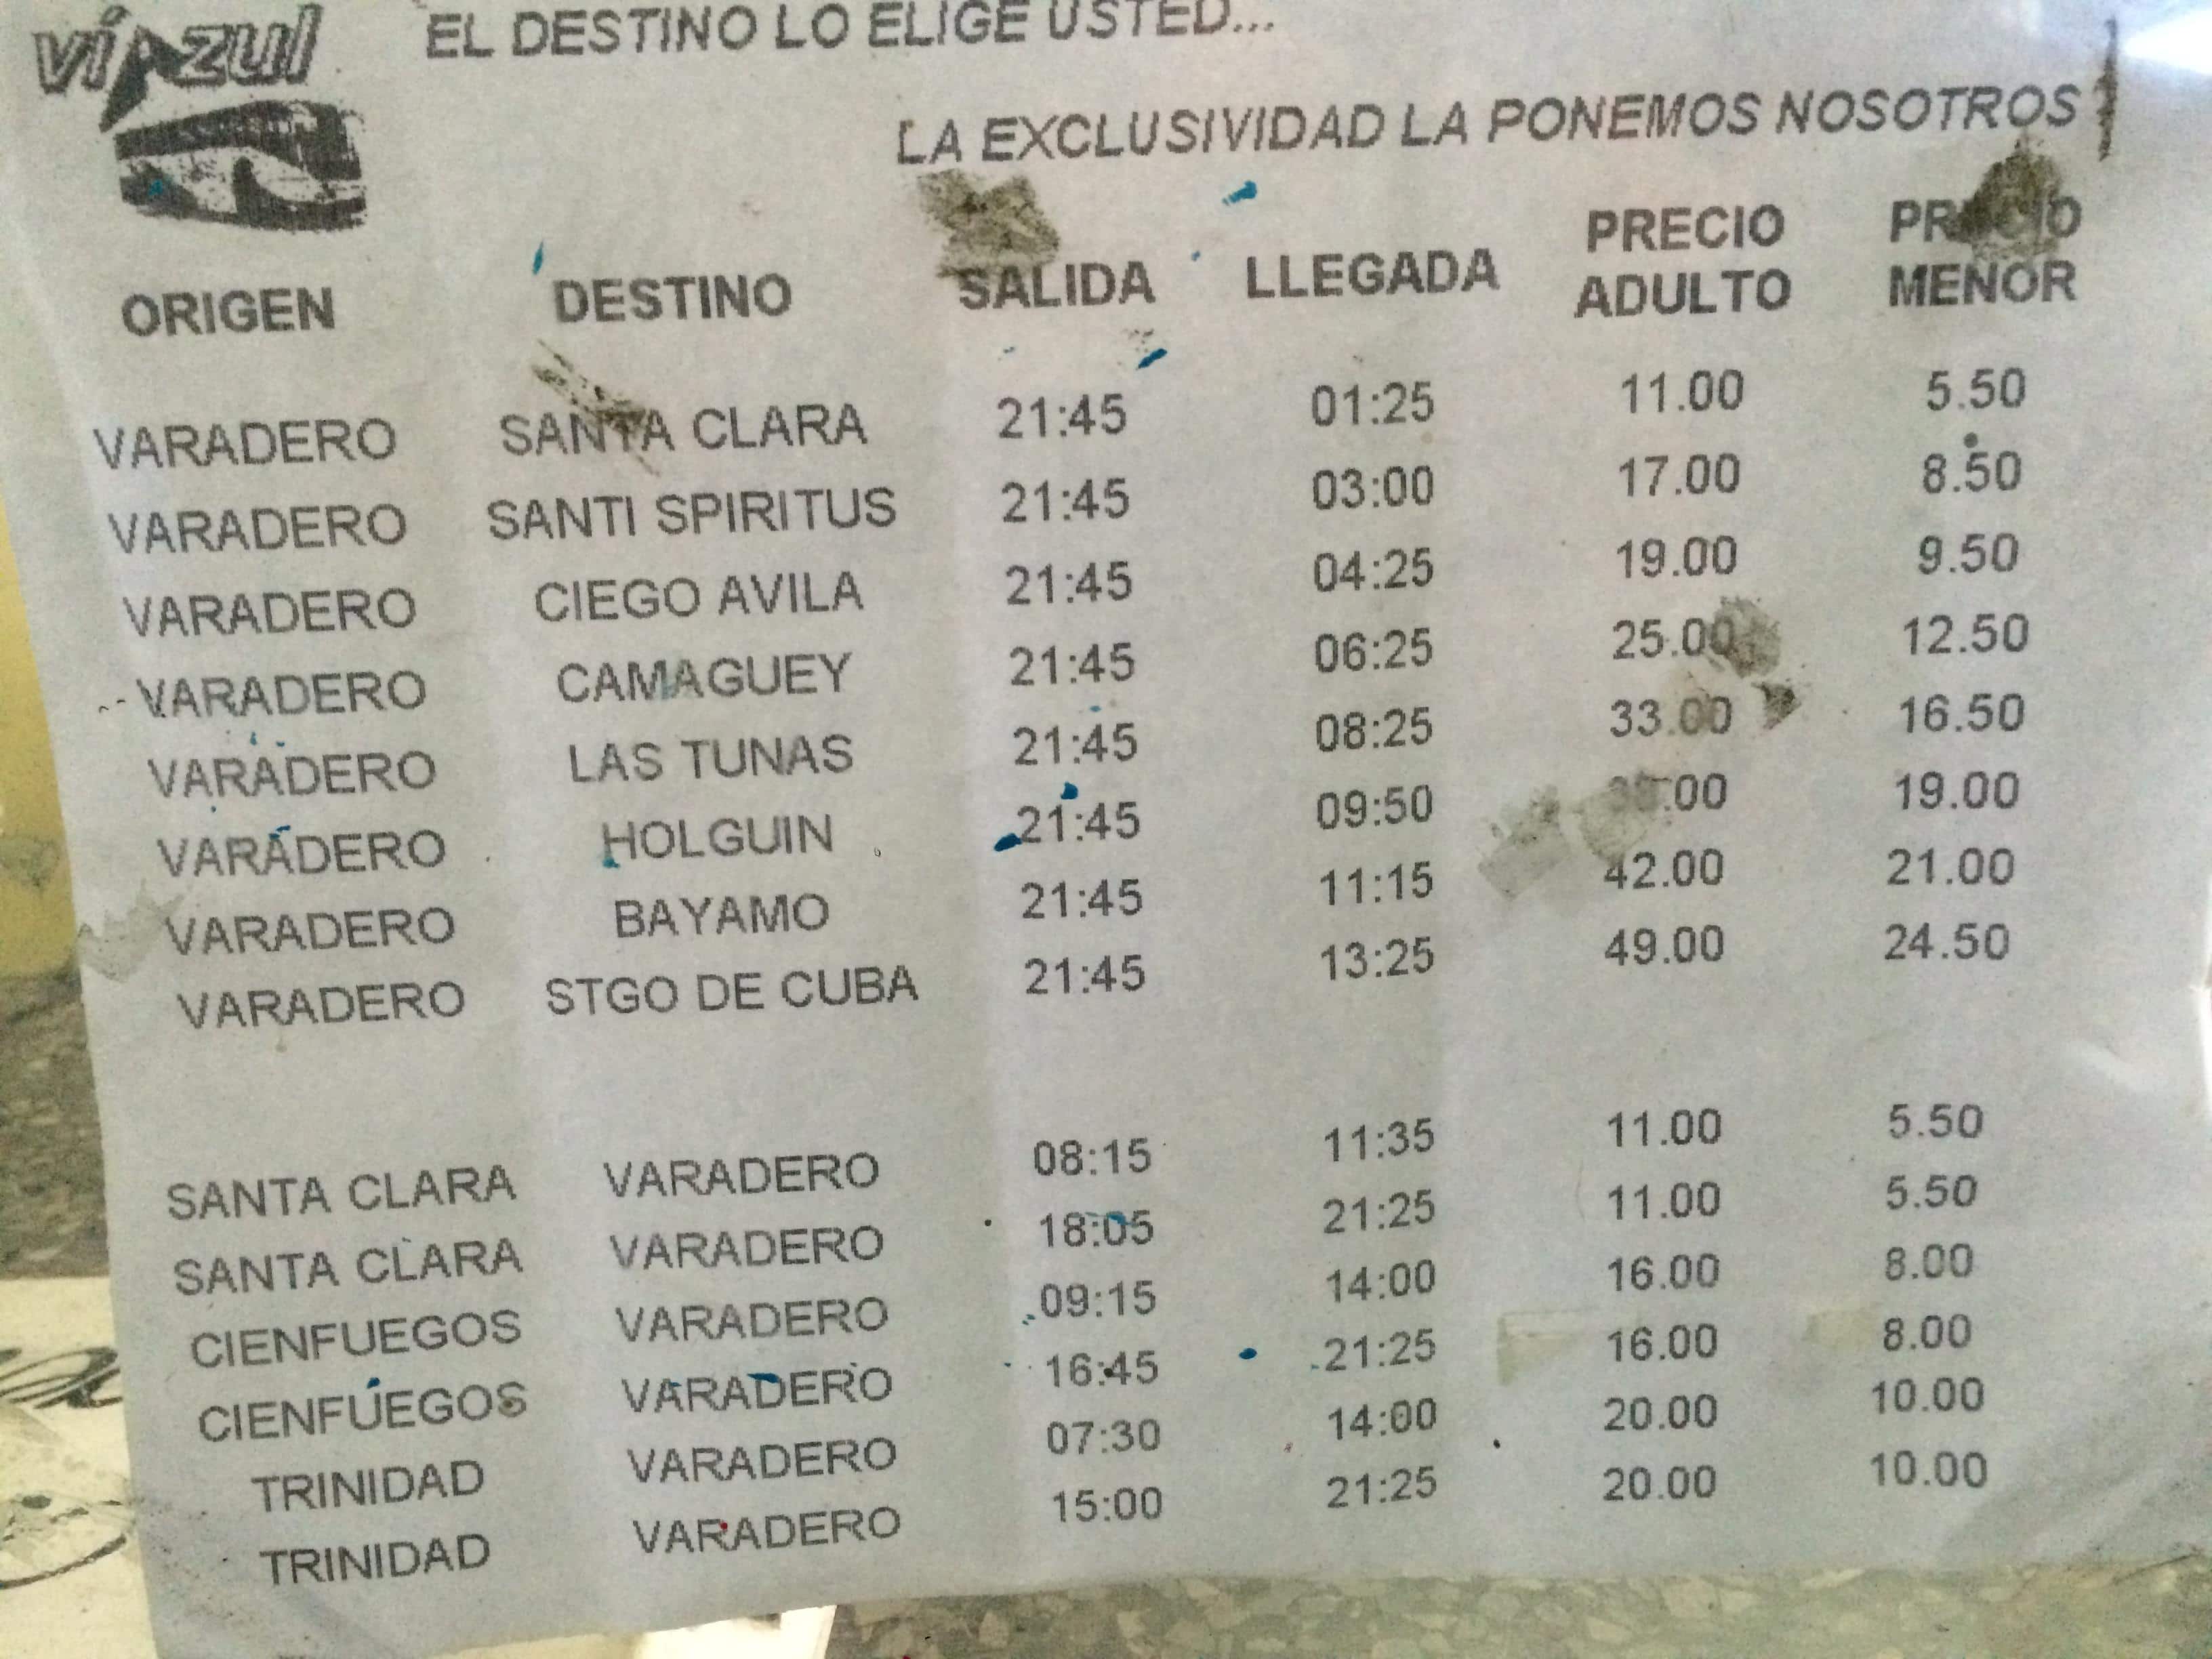 víazul EL DESTINO LO ELIGE USTED...
LA EXCLUSIVIDAD LA PONEMOS NOSOTROS
ORIGEN DESTINO SALIDA LLEGADA PRECIO ADULTO PRECIO MENOR
VARADERO SANTA CLARA 21:45 01:25 11.00 5.50
VARADERO SANTI SPIRITUS 21:45 03:00 17.00 8.50
VARADERO CIEGO AVILA 21:45 04:25 19.00 9.50
VARADERO CAMAGUEY 21:45 06:25 25.00 12.50
VARADERO LAS TUNAS 21:45 08:25 33.00 16.50
VARADERO HOLGUIN 21:45 09:50 19.00
VARADERO BAYAMO 21:45 11:15 42.00 21.00
VARADERO STGO DE CUBA 21:45 13:25 49.00 24.50
SANTA CLARA VARADERO 08:15 11:35 11.00 5.50
SANTA CLARA VARADERO 18:05 21:25 11.00 5.50
CIENFUEGOS VARADERO 09:15 14:00 16.00 8.00
CIENFUEGOS VARADERO 16:45 21:25 16.00 8.00
TRINIDAD VARADERO 07:30 14:00 20.00 10.00
TRINIDAD VARADERO 15:00 21:25 20.00 10.00